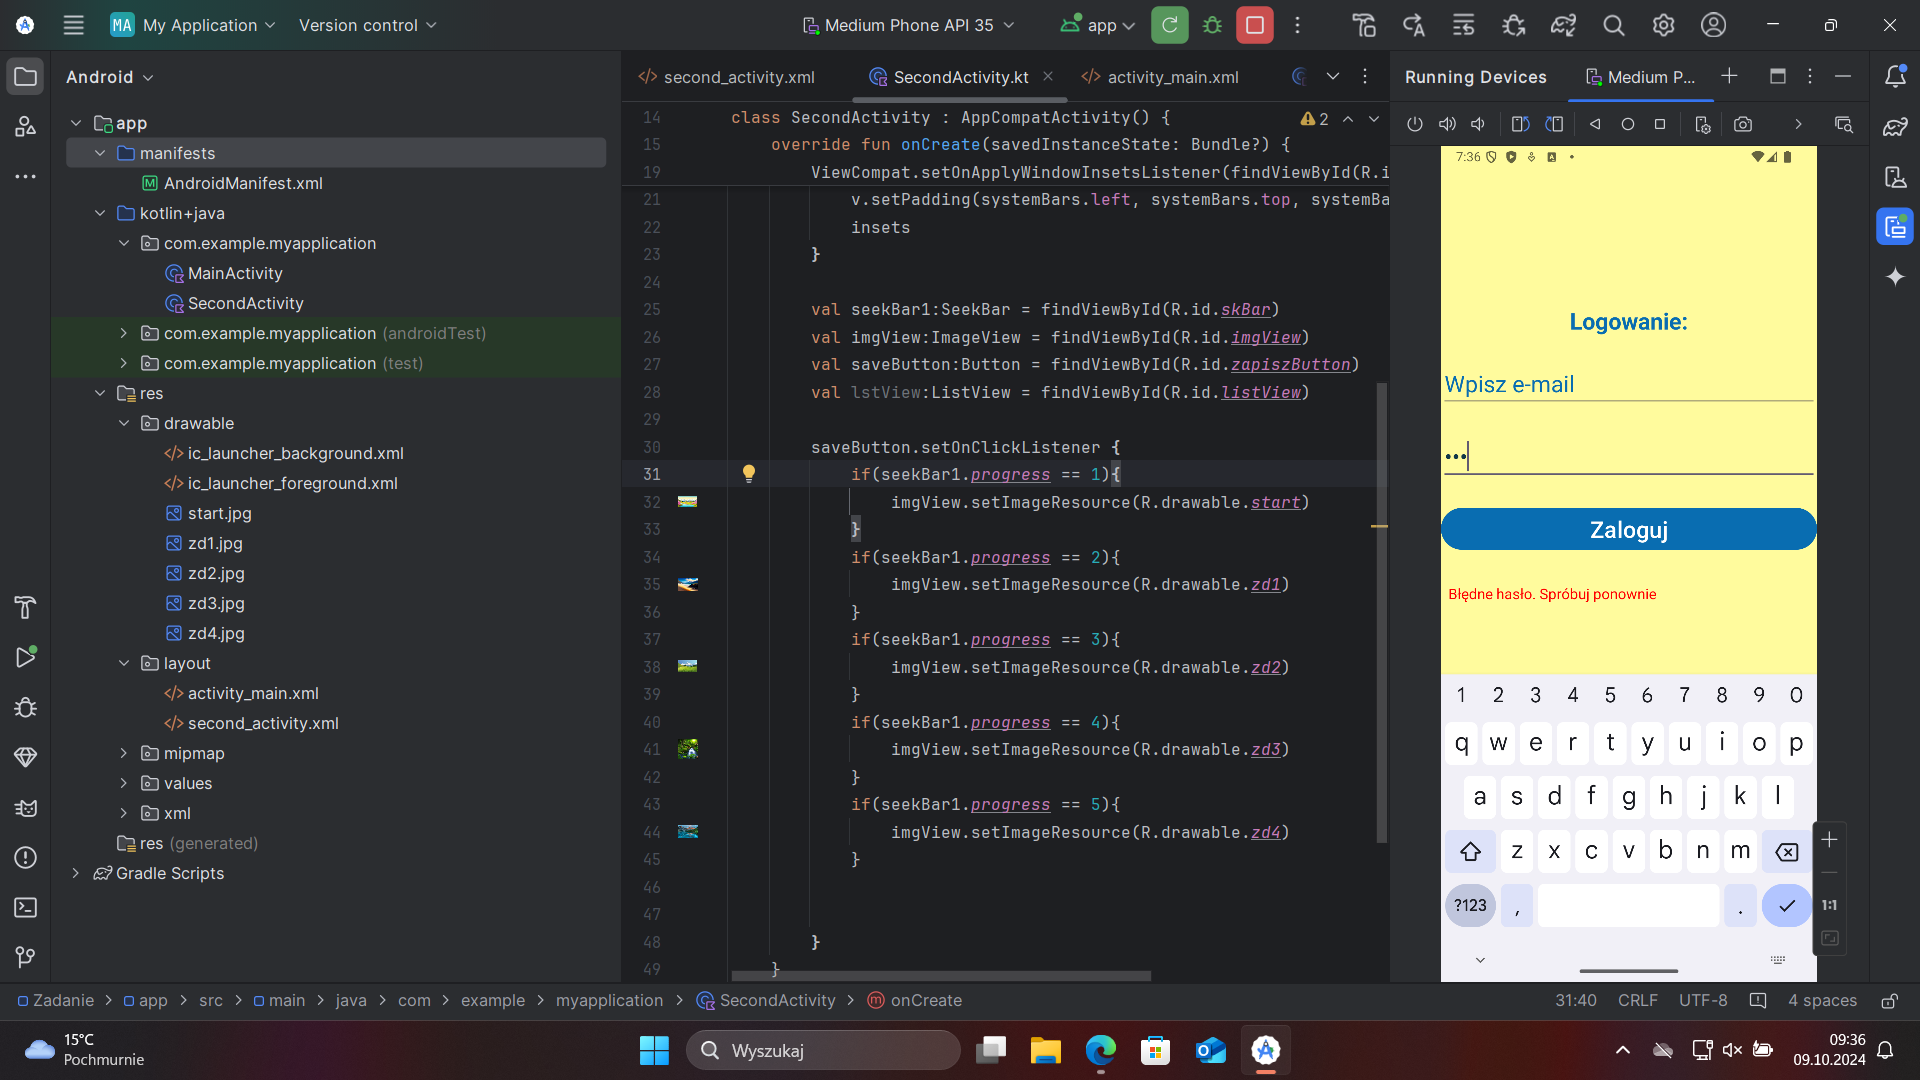 MA My Application
Version control
Medium Phone API 35
app
Android
app
manifests
AndroidManifest.xml
kotlin+java
com.example.myapplication
MainActivity
SecondActivity
com.example.myapplication (androidTest)
com.example.myapplication (test)
res
drawable
ic_launcher_background.xml
ic_launcher_foreground.xml
start.jpg
zd1.jpg
zd2.jpg
zd3.jpg
zd4.jpg
layout
activity_main.xml
second_activity.xml
mipmap
values
xml
res (generated)
Gradle Scripts
second_activity.xml
SecondActivity.kt
activity_main.xml
2
14 class SecondActivity : AppCompatActivity() {
15 override fun onCreate(savedInstanceState: Bundle?) {
19 ViewCompat.setOnApplyWindowInsetsListener(findViewById(R.i
21 v.setPadding(systemBars.left, systemBars.top, systemBa
22 insets
23 }
24
25 val seekBar1:SeekBar = findViewById(R.id.skBar)
26 val imgView:ImageView = findViewById(R.id.imgView)
27 val saveButton:Button = findViewById(R.id.zapiszButton)
28 val lstView:ListView = findViewById(R.id.listView)
29
30 saveButton.setOnClickListener {
31 if(seekBar1.progress == 1){
32 imgView.setImageResource(R.drawable.start)
33 }
34 if(seekBar1.progress == 2){
35 imgView.setImageResource(R.drawable.zd1)
36 }
37 if(seekBar1.progress == 3){
38 imgView.setImageResource(R.drawable.zd2)
39 }
40 if(seekBar1.progress == 4){
41 imgView.setImageResource(R.drawable.zd3)
42 }
43 if(seekBar1.progress == 5){
44 imgView.setImageResource(R.drawable.zd4)
45 }
46
47
48 }
49 }
Running Devices
Medium P...
7:36
Logowanie:
Wpisz e-mail
•••
Zaloguj
Błędne hasło. Spróbuj ponownie
1 2 3 4 5 6 7 8 9 0
q w e r t y u i o p
a s d f g h j k l
z x c v b n m
?123 , .
1:1
Zadanie > app > src > main > java > com > example > myapplication > SecondActivity > onCreate
31:40 CRLF UTF-8 4 spaces
15°C
Pochmurnie
Wyszukaj
09:36
09.10.2024